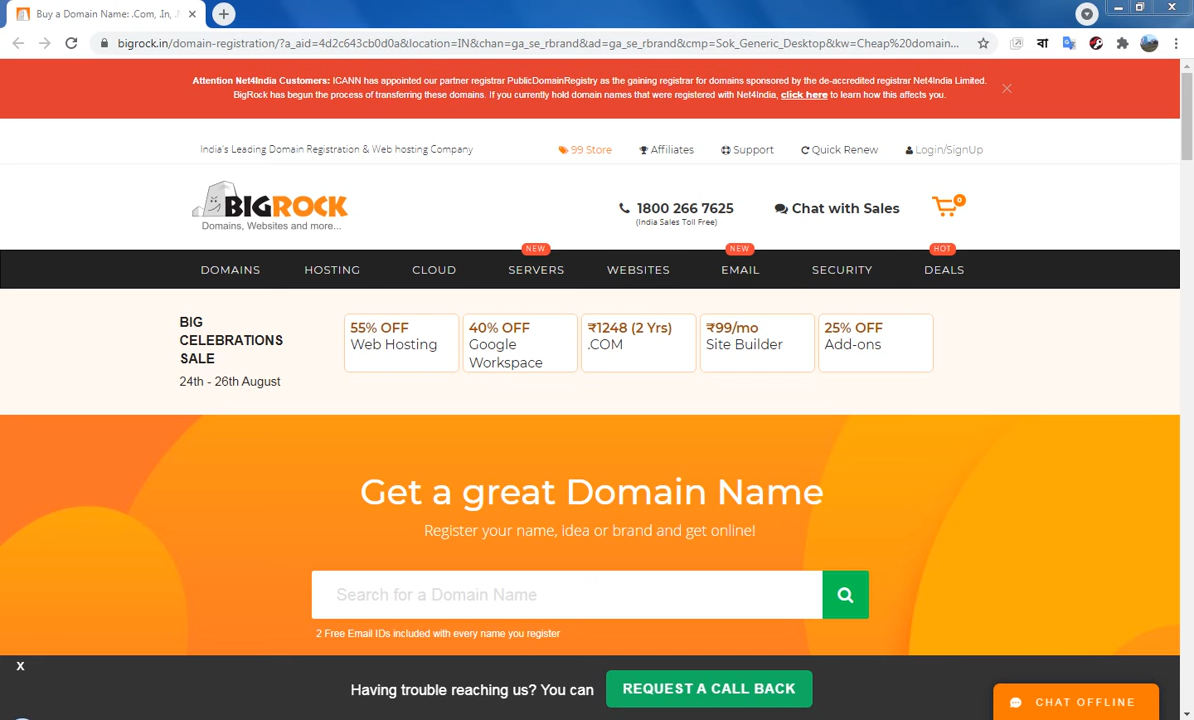 Buy a Domain Name: .Com, .In,
bigrock.in/domain-registration/?a_aid=4d2c643cb0d0a&location=IN&chan=ga_se_rbrand&ad=ga_se_rbrand&cmp=Sok_Generic_Desktop&kw=Cheap%20domain...
বা
Attention Net4India Customers: ICANN has appointed our partner registrar PublicDomainRegistry as the gaining registrar for domains sponsored by the de-accredited registrar Net4India Limited.
BigRock has begun the process of transferring these domains. If you currently hold domain names that were registered with Net4India, click here to learn how this affects you.
India's Leading Domain Registration & Web hosting Company
99 Store
Affiliates
Support
Quick Renew
Login/SignUp
BIGROCK
Domains, Websites and more...
1800 266 7625
(India Sales Toll Free)
Chat with Sales
0
NEW
NEW
HOT
DOMAINS
HOSTING
CLOUD
SERVERS
WEBSITES
EMAIL
SECURITY
DEALS
BIG
CELEBRATIONS
SALE
24th - 26th August
55% OFF
Web Hosting
40% OFF
Google
Workspace
₹1248 (2 Yrs)
.COM
₹99/mo
Site Builder
25% OFF
Add-ons
Get a great Domain Name
Register your name, idea or brand and get online!
Search for a Domain Name
2 Free Email IDs included with every name you register
X
Having trouble reaching us? You can
REQUEST A CALL BACK
CHAT OFFLINE